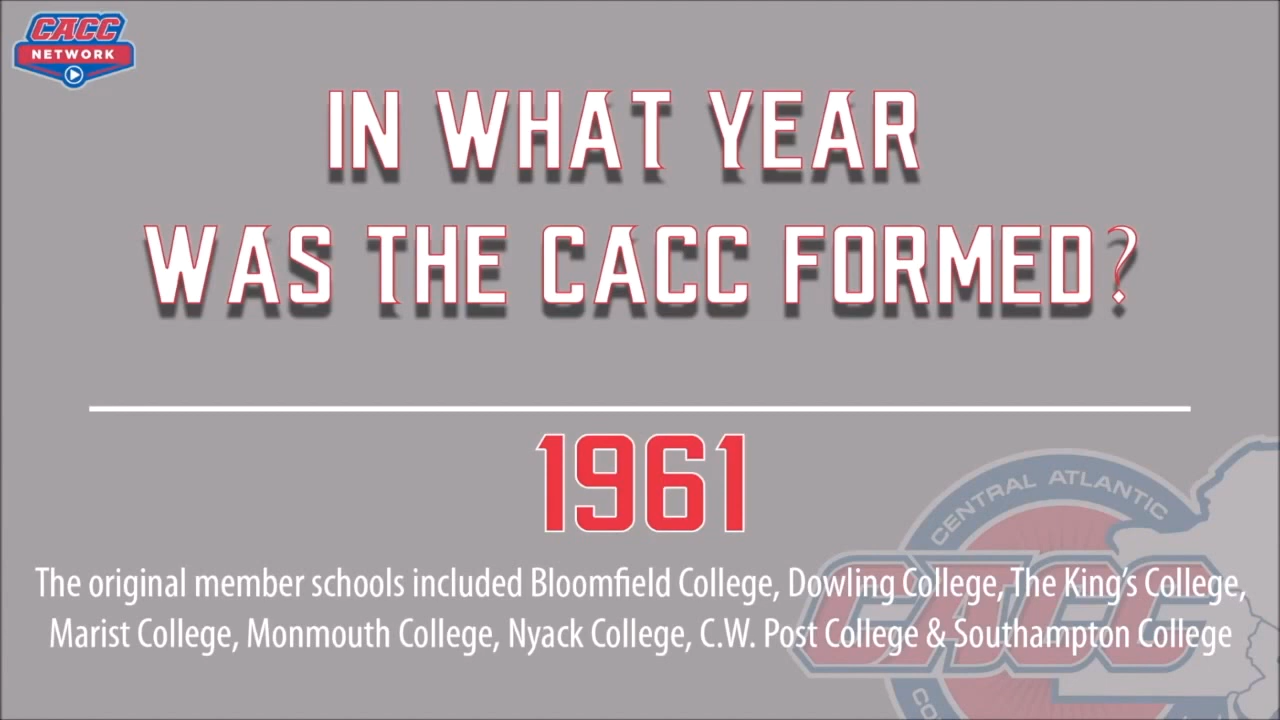 CACC
NETWORK
IN WHAT YEAR
WAS THE CACC FORMED?
1961
The original member schools included Bloomfield College, Dowling College, The King's College,
Marist College, Monmouth College, Nyack College, C.W. Post College & Southampton College
CENTRAL ATLANTIC
CACC